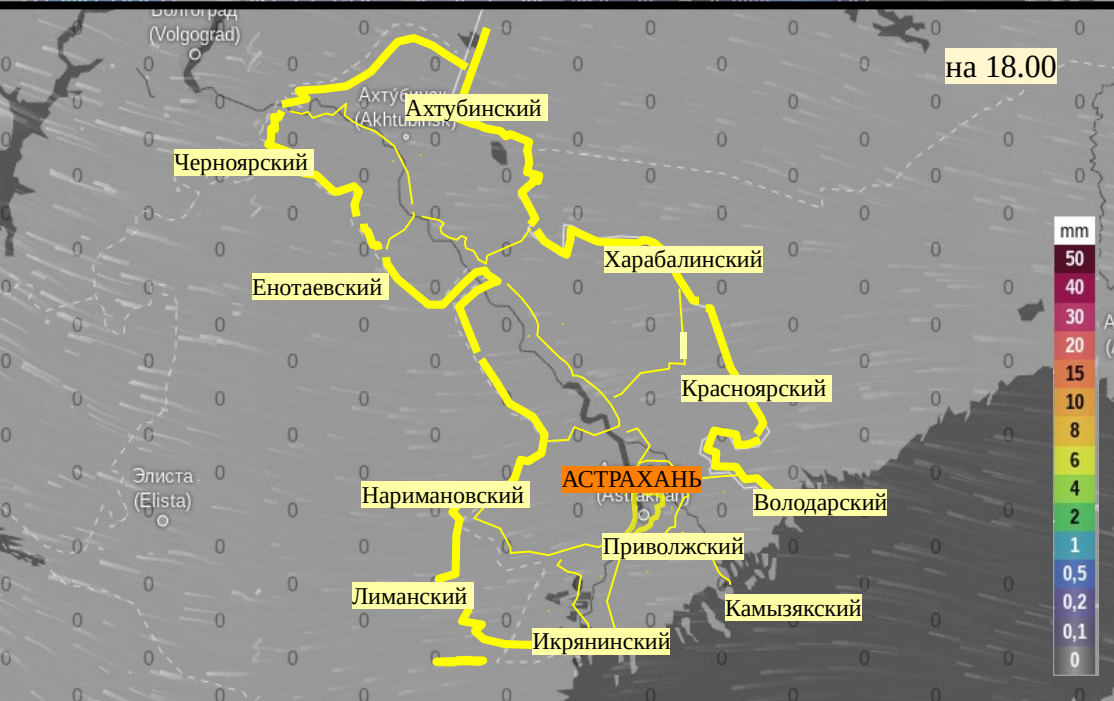 Волгоград
(Volgograd)
на 18.00
Ахтубинский
(Akhtubinsk)
Черноярский
Харабалинский
Енотаевский
mm
50
40
30
20
15
10
8
6
4
2
1
0,5
0,2
0,1
0
Красноярский
Элиста
(Elista)
АСТРАХАНЬ
(Astrakhan)
Наримановский
Володарский
Приволжский
Лиманский
Камызякский
Икрянинский